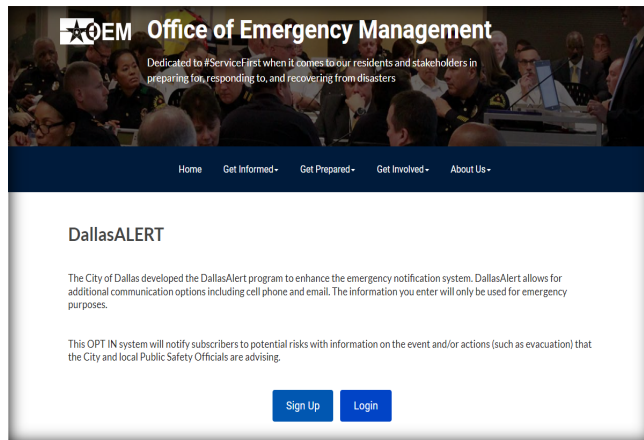 OEM Office of Emergency Management
Dedicated to #ServiceFirst when it comes to our residents and stakeholders in
preparing for, responding to, and recovering from disasters
Home Get Informed Get Prepared Get Involved About Us
DallasALERT
The City of Dallas developed the DallasAlert program to enhance the emergency notification system. DallasAlert allows for
additional communication options including cell phone and email. The information you enter will only be used for emergency
purposes.
This OPT IN system will notify subscribers to potential risks with information on the event and/or actions (such as evacuation) that
the City and local Public Safety Officials are advising.
Sign Up Login